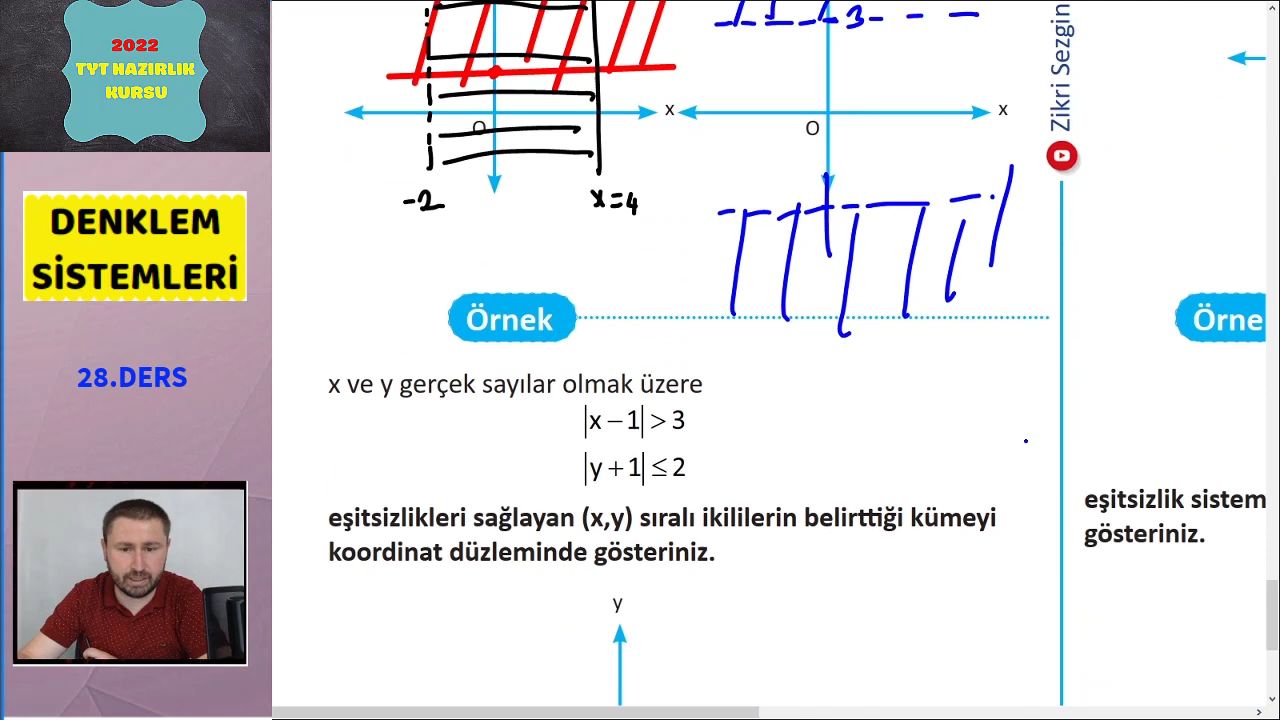 2022
TYT HAZIRLIK
KURSU
DENKLEM
SİSTEMLERİ
28.DERS
3
x
x
O
O
-2
x=4
Zikri Sezgin
Örnek
x ve y gerçek sayılar olmak üzere
|x − 1| > 3
|y + 1| ≤ 2
eşitsizlikleri sağlayan (x,y) sıralı ikililerin belirttiği kümeyi
koordinat düzleminde gösteriniz.
y
Örne
eşitsizlik sistem
gösteriniz.